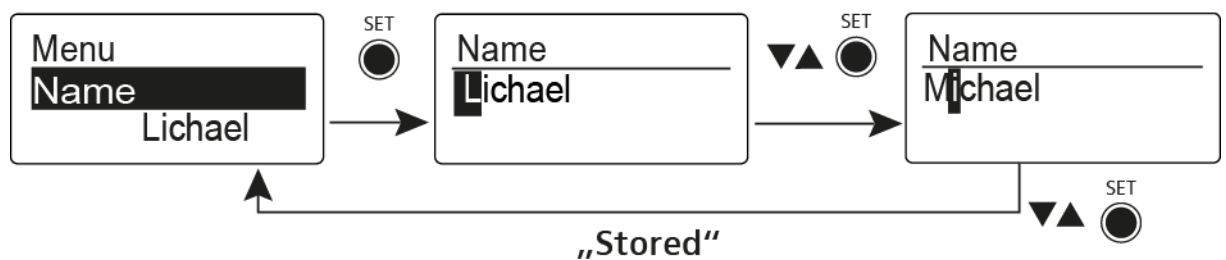 Menu
Name
Lichael
SET
Name
Lichael
SET
Name
Michael
SET
„Stored“